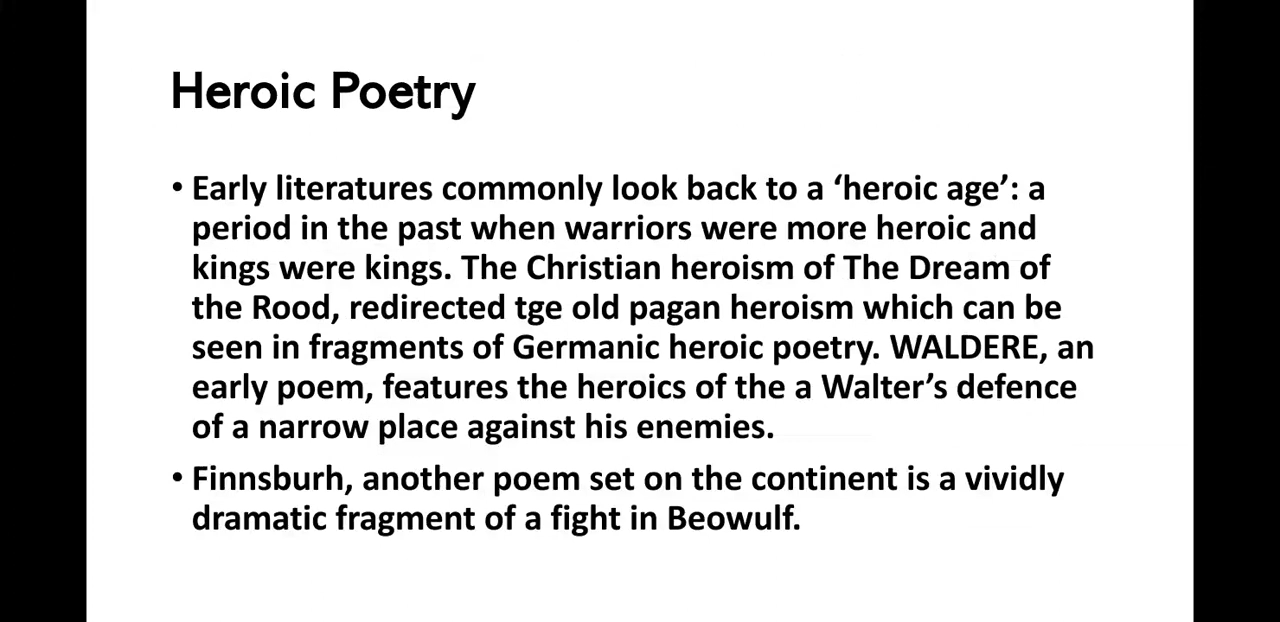 Heroic Poetry
• Early literatures commonly look back to a ‘heroic age’: a
period in the past when warriors were more heroic and
kings were kings. The Christian heroism of The Dream of
the Rood, redirected tge old pagan heroism which can be
seen in fragments of Germanic heroic poetry. WALDERE, an
early poem, features the heroics of the a Walter’s defence
of a narrow place against his enemies.
• Finnsburh, another poem set on the continent is a vividly
dramatic fragment of a fight in Beowulf.